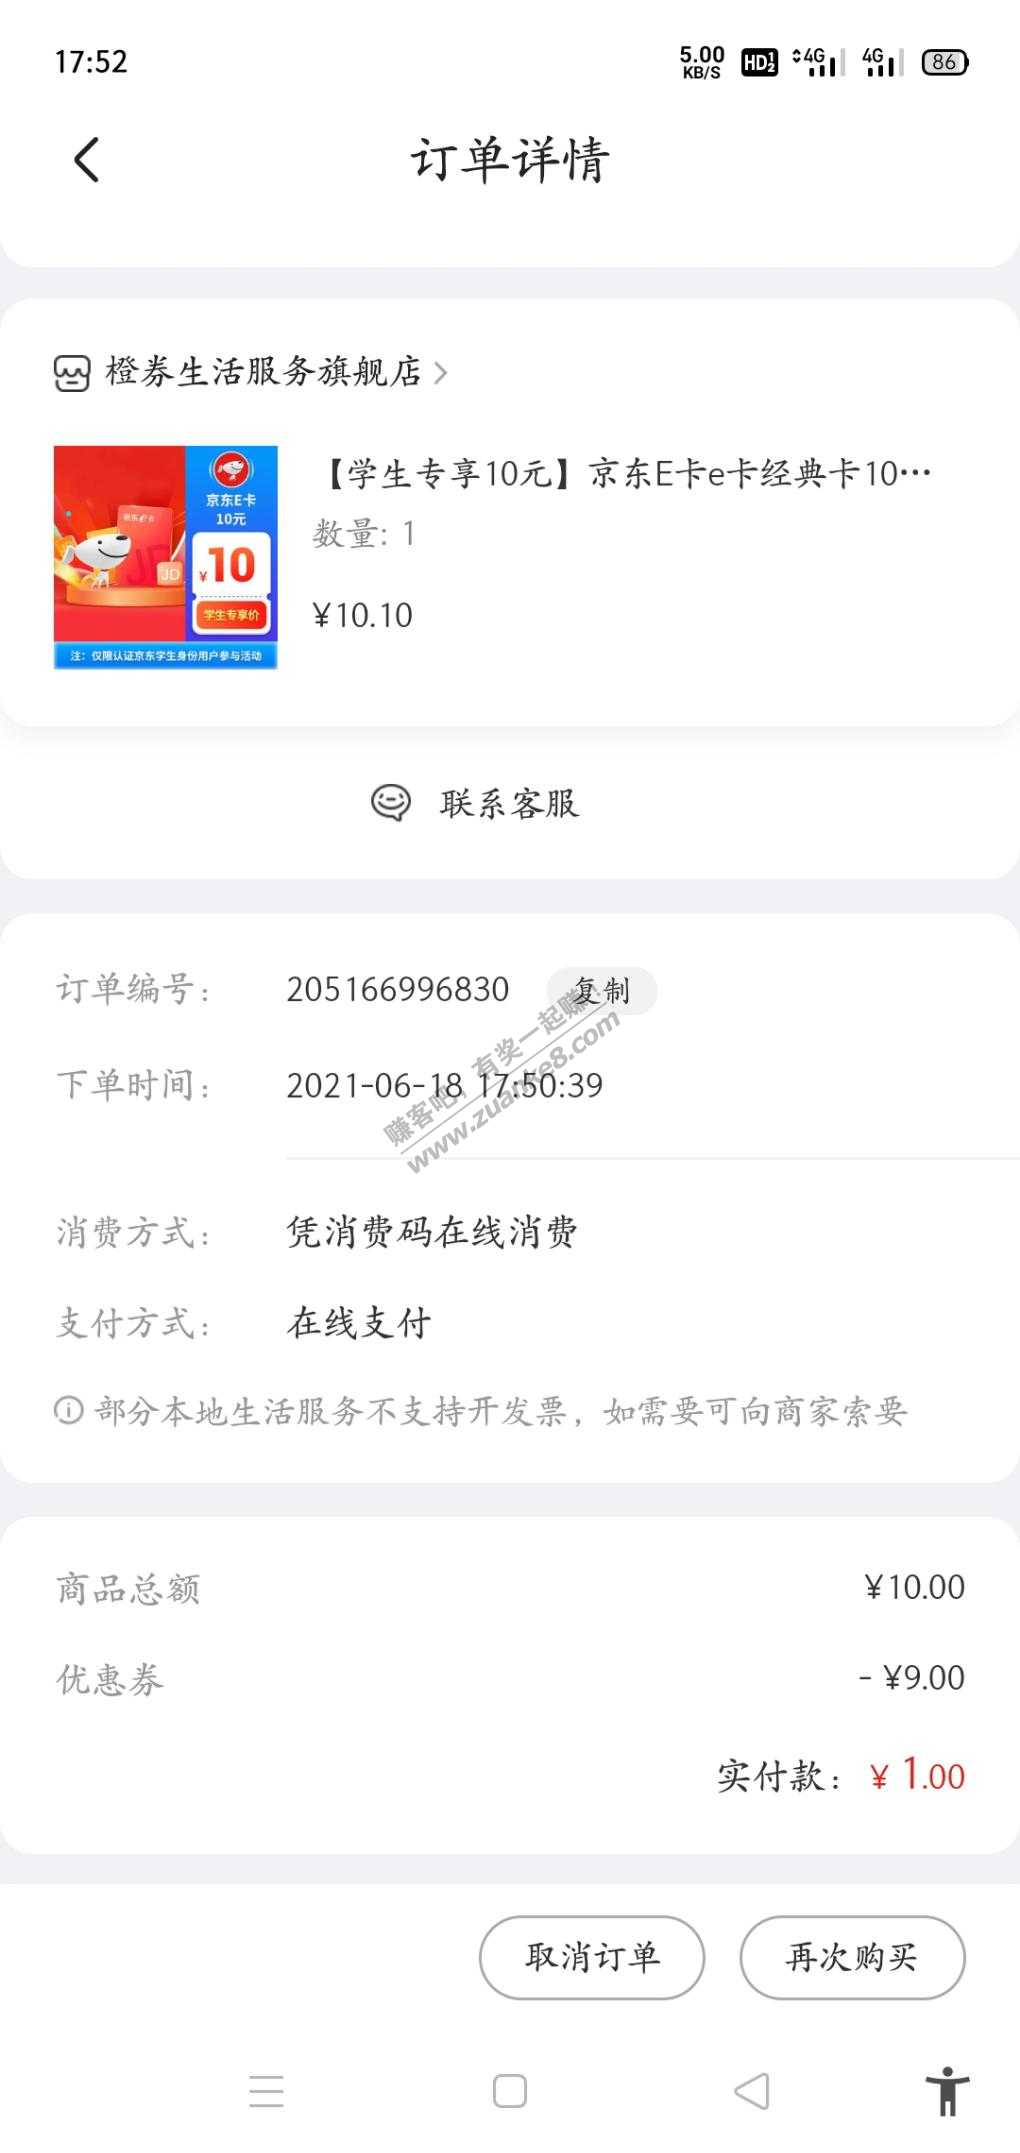 17:52
5.00
KB/S
HD1
2
4G
4G
86
订单详情
橙券生活服务旗舰店
京东E卡
10元
京东e卡
JD
JD
¥10
学生专享价
注：仅限认证京东学生身份用户参与活动
【学生专享10元】京东E卡e卡经典卡10…
数量: 1
¥10.10
联系客服
订单编号： 205166996830 复制
下单时间： 2021-06-18 17:50:39
赚客吧，有奖一起赚！
www.zuanke8.com
消费方式： 凭消费码在线消费
支付方式： 在线支付
部分本地生活服务不支持开发票，如需要可向商家索要
商品总额 ¥10.00
优惠券 - ¥9.00
实付款： ¥ 1.00
取消订单 再次购买